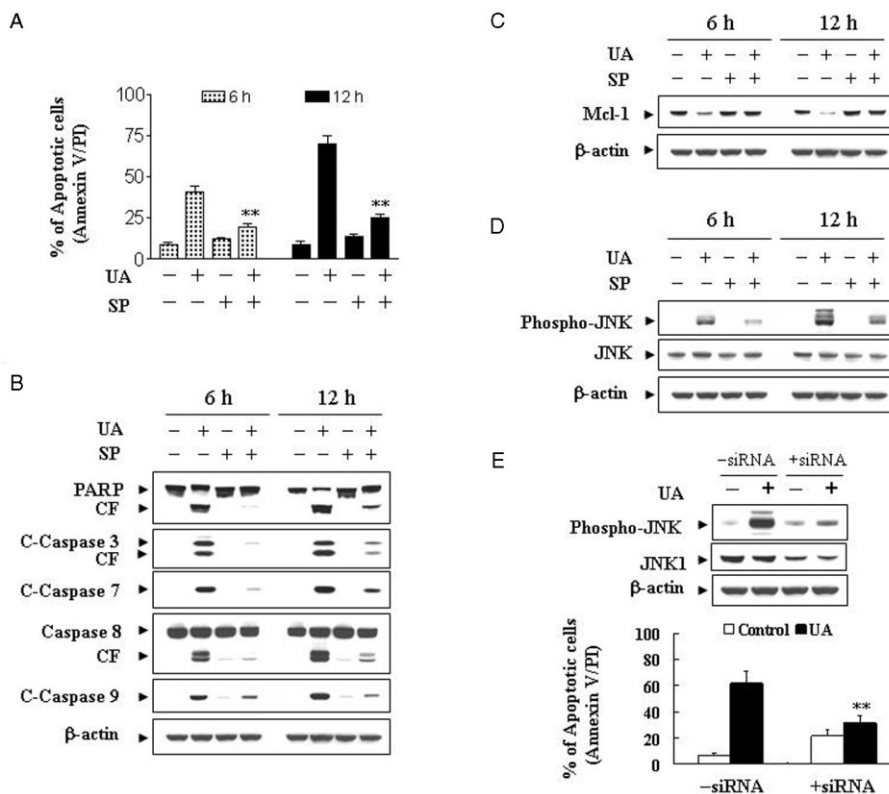 A
% of Apoptotic cells
(Annexin V/PI)
6 h 12 h
100
75
50
25
0
** **
UA − + − + − + − +
SP − − + + − − + +
B
6 h 12 h
UA − + − + − + − +
SP − − + + − − + +
PARP
CF
C-Caspase 3
CF
C-Caspase 7
Caspase 8
CF
C-Caspase 9
β-actin
C
6 h 12 h
UA − + − + − + − +
SP − − + + − − + +
Mcl-1
β-actin
D
6 h 12 h
UA − + − + − + − +
SP − − + + − − + +
Phospho-JNK
JNK
β-actin
E
−siRNA +siRNA
UA − + − +
Phospho-JNK
JNK1
β-actin
% of Apoptotic cells
(Annexin V/PI)
Control UA
100
80
60
40
20
0
**
−siRNA +siRNA